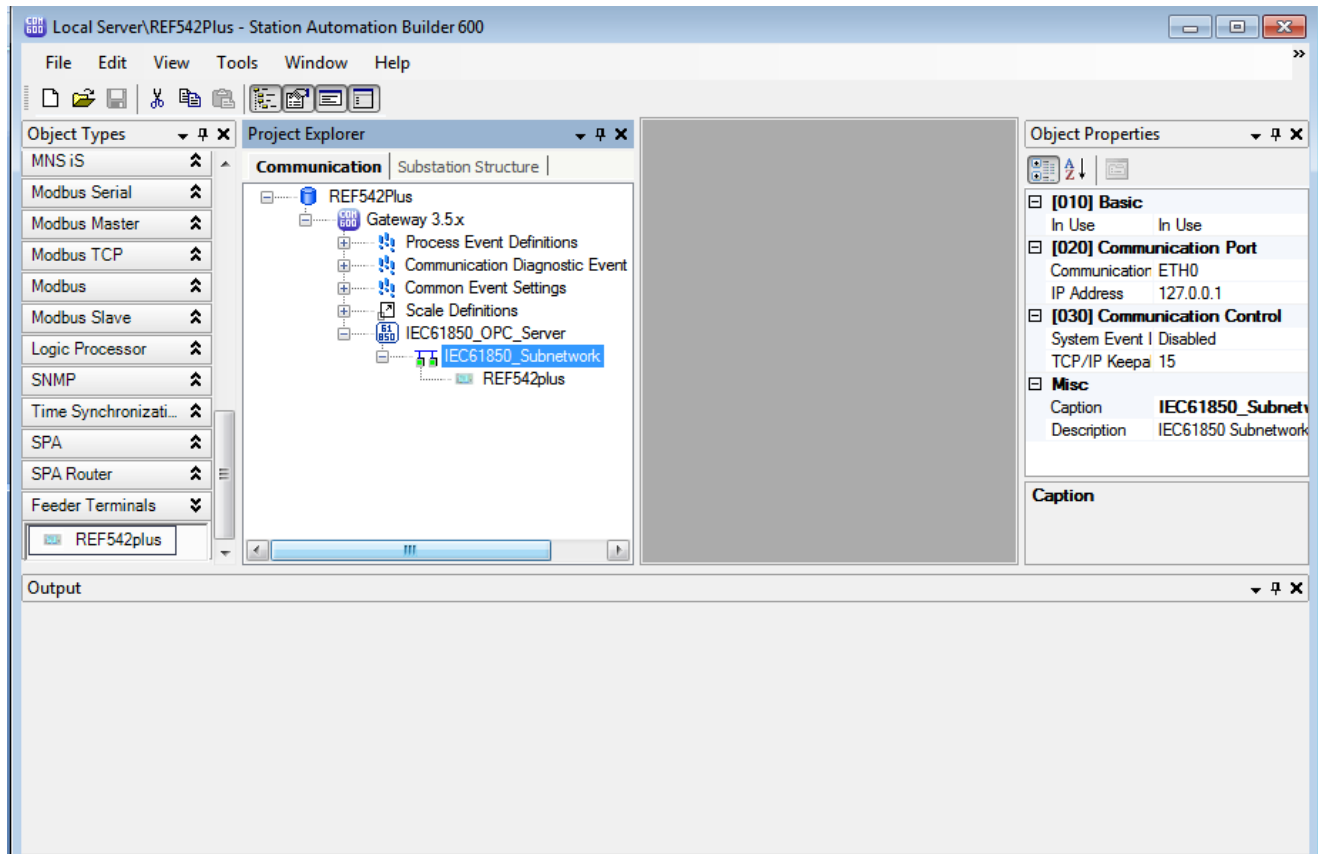 Local Server\REF542Plus - Station Automation Builder 600
File Edit View Tools Window Help
Object Types
MNS iS
Modbus Serial
Modbus Master
Modbus TCP
Modbus
Modbus Slave
Logic Processor
SNMP
Time Synchronizati...
SPA
SPA Router
Feeder Terminals
REF542plus
Project Explorer
Communication Substation Structure
REF542Plus
Gateway 3.5.x
Process Event Definitions
Communication Diagnostic Event
Common Event Settings
Scale Definitions
IEC61850_OPC_Server
IEC61850_Subnetwork
REF542plus
Object Properties
[010] Basic
In Use In Use
[020] Communication Port
Communication ETH0
IP Address 127.0.0.1
[030] Communication Control
System Event I Disabled
TCP/IP Keepal 15
Misc
Caption IEC61850_Subnetw
Description IEC61850 Subnetwork
Caption
Output